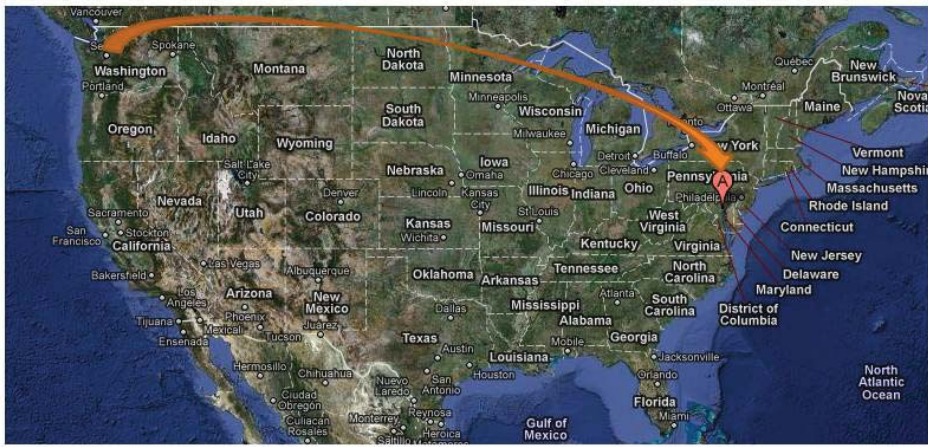 Vancouver
Spokane
Washington
Portland
Montana
North
Dakota
Minnesota
Minneapolis
Québec
New
Brunswick
Nova
Scotia
Montréal
Ottawa
Maine
Oregon
Idaho
Wyoming
South
Dakota
Wisconsin
Milwaukee
Michigan
Detroit
Buffalo
Vermont
New Hampshire
Massachusetts
Rhode Island
Connecticut
New Jersey
Delaware
Maryland
District of
Columbia
Salt Lake
City
Nebraska
Lincoln
Omaha
Iowa
Chicago
Cleveland
Pennsylvania
A
Philadelphia
Nevada
Utah
Denver
Colorado
Kansas
City
Illinois
Indiana
Ohio
West
Virginia
Virginia
Sacramento
Stockton
San
Francisco
California
Kansas
Wichita
St Louis
Missouri
Kentucky
Las Vegas
Bakersfield
Albuquerque
Oklahoma
Arkansas
Tennessee
North
Carolina
Los
Angeles
Arizona
Phoenix
New
Mexico
Atlanta
South
Carolina
Tijuana
Mexicali
Ensenada
Tucson
Juárez
Dallas
Mississippi
Alabama
Georgia
Texas
Austin
Louisiana
Mobile
Jacksonville
Hermosillo
Chihuahua
San
Antonio
Houston
Orlando
Florida
Miami
Ciudad
Obregón
Nuevo
Laredo
Culiacán
Rosales
Monterrey
Saltillo
Reynosa
Heroica
Gulf of
Mexico
North
Atlantic
Ocean